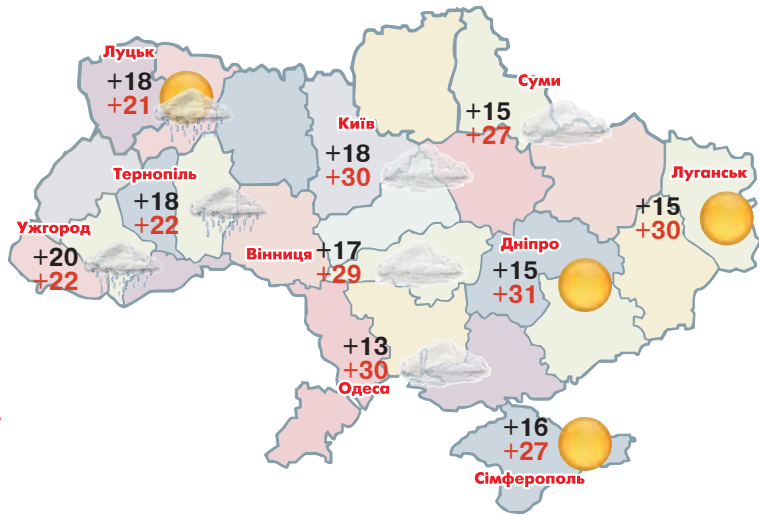 Луцьк
+18
+21
Суми
+15
+27
Київ
+18
+30
Тернопіль
+18
+22
Луганськ
+15
+30
Ужгород
+20
+22
Вінниця
+17
+29
Дніпро
+15
+31
+13
+30
Одеса
+16
+27
Сімферополь